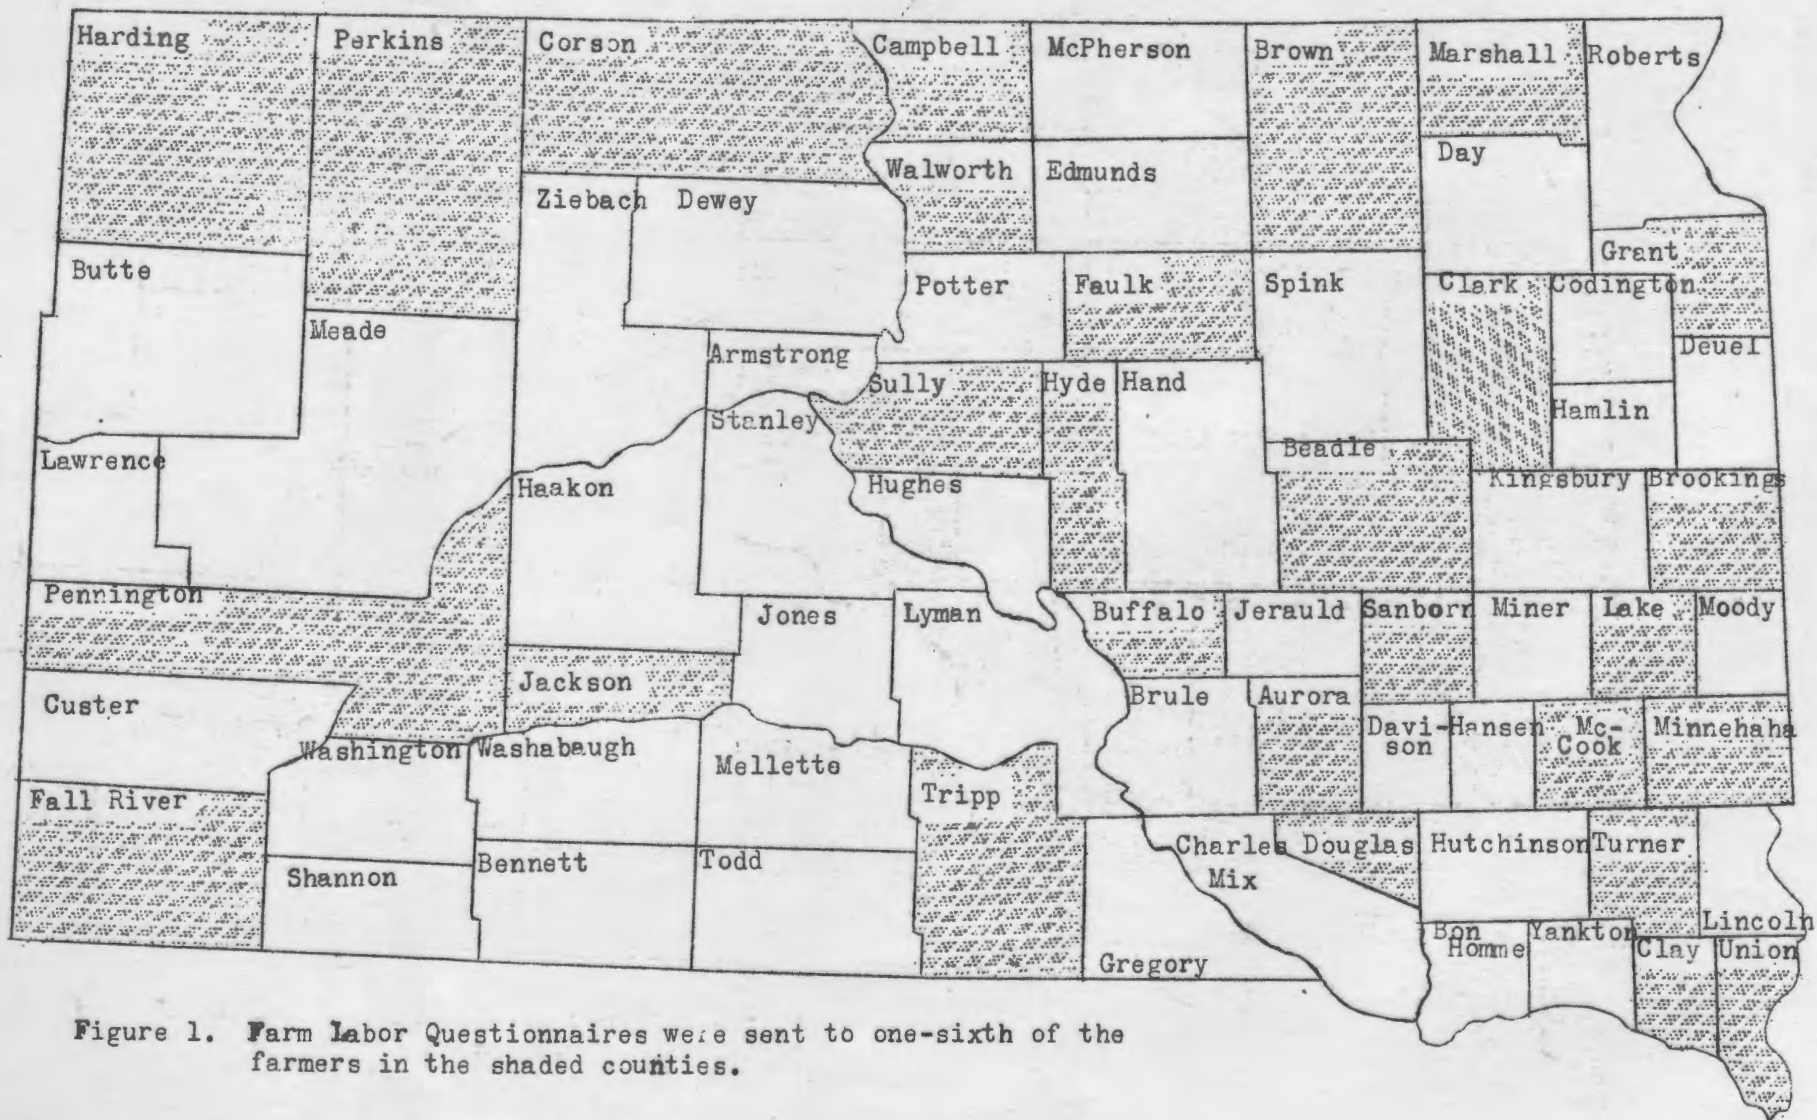 Harding
Perkins
Corson
Campbell
McPherson
Brown
Marshall
Roberts
Day
Walworth
Edmunds
Ziebach
Dewey
Grant
Butte
Potter
Faulk
Spink
Clark
Codington
Meade
Armstrong
Deuel
Sully
Hyde
Hand
Stanley
Hamlin
Lawrence
Beadle
Haakon
Hughes
Kingsbury
Brookings
Pennington
Jones
Lyman
Buffalo
Jerauld
Sanborn
Miner
Lake
Moody
Jackson
Custer
Brule
Aurora
Davi-
son
Hansen
Mc-
Cook
Minnehaha
Washington
Washabaugh
Mellette
Fall River
Tripp
Charles
Mix
Douglas
Hutchinson
Turner
Shannon
Bennett
Todd
Lincoln
Bon
Homme
Yankton
Clay
Union
Gregory
Figure 1. Farm Labor Questionnaires were sent to one-sixth of the
farmers in the shaded counties.